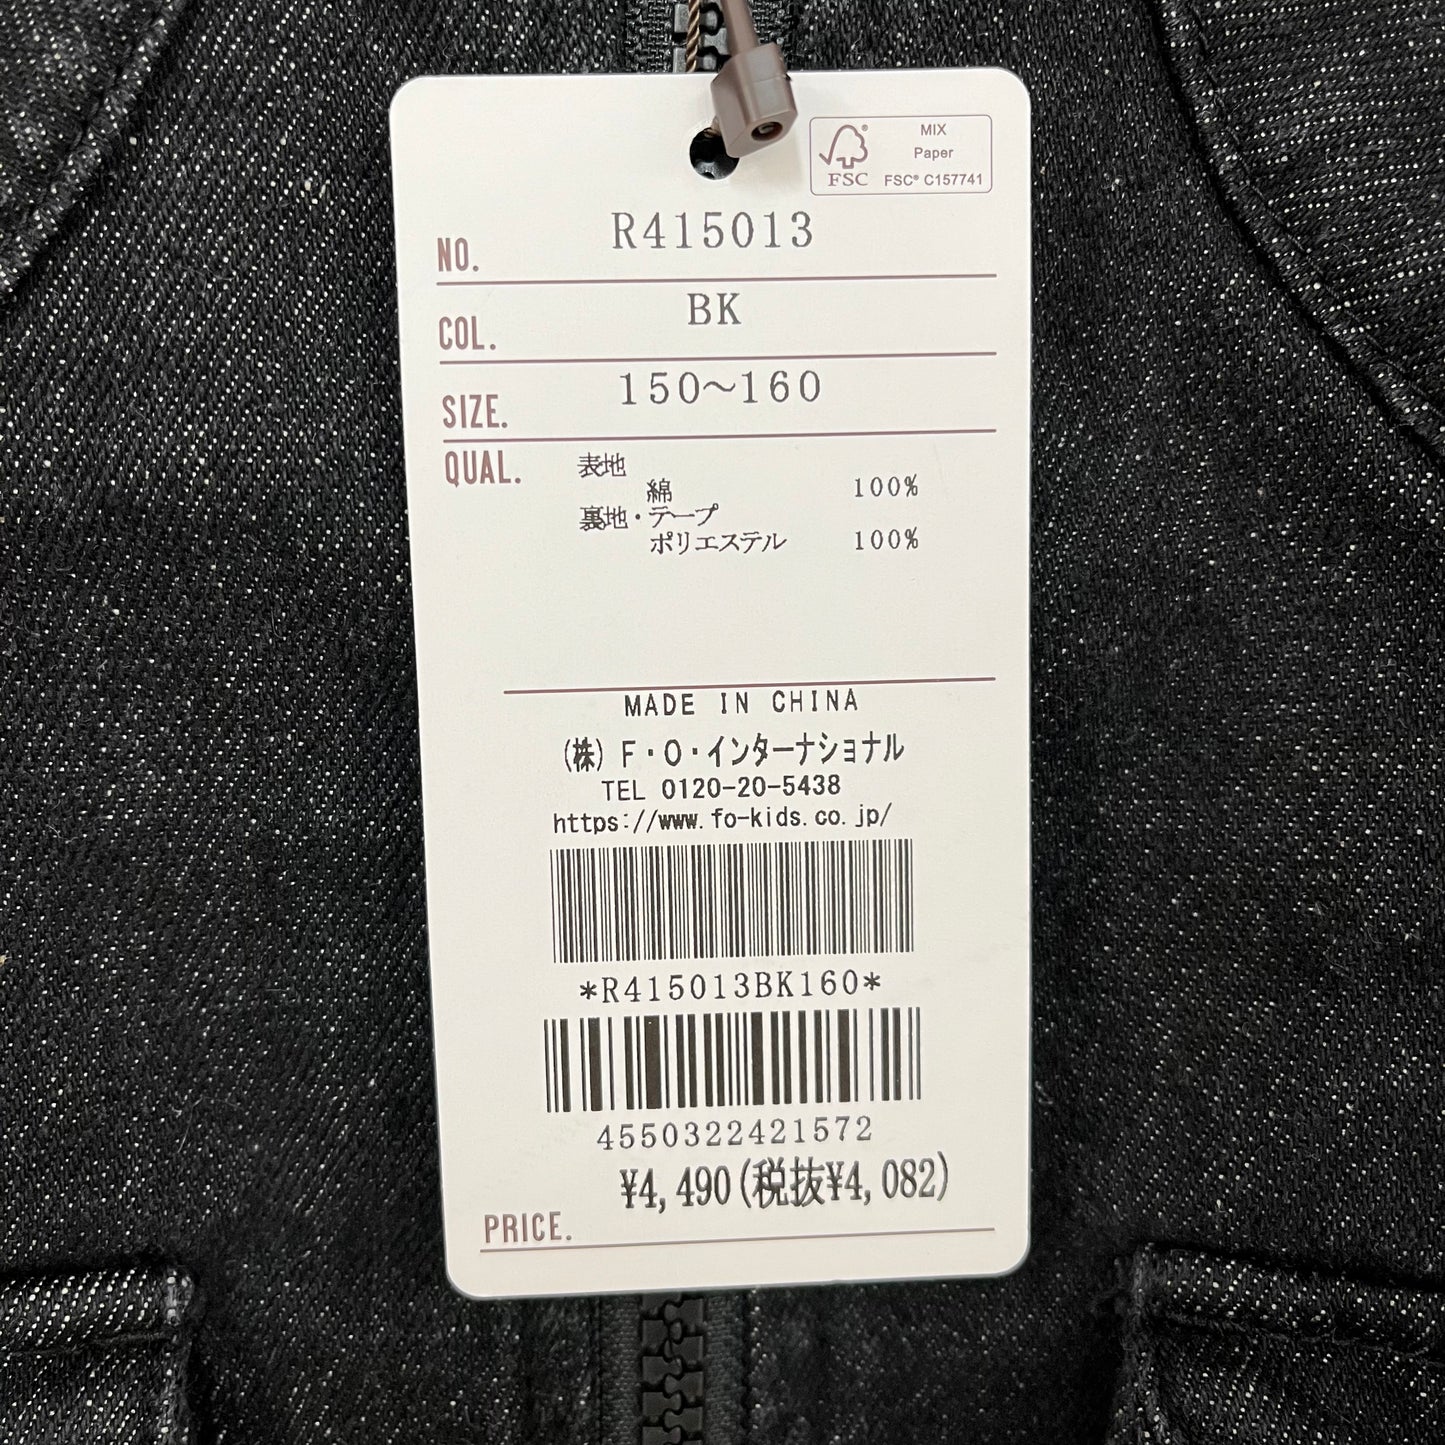 MIX
Paper
FSC® C157741
FSC®
NO. R415013
COL. BK
SIZE. 150～160
QUAL. 表地
綿 100%
裏地・テープ
ポリエステル 100%
MADE IN CHINA
(株) F・O・インターナショナル
TEL 0120-20-5438
https://www.fo-kids.co.jp/
*R415013BK160*
4550322421572
¥4,490(税抜¥4,082)
PRICE.